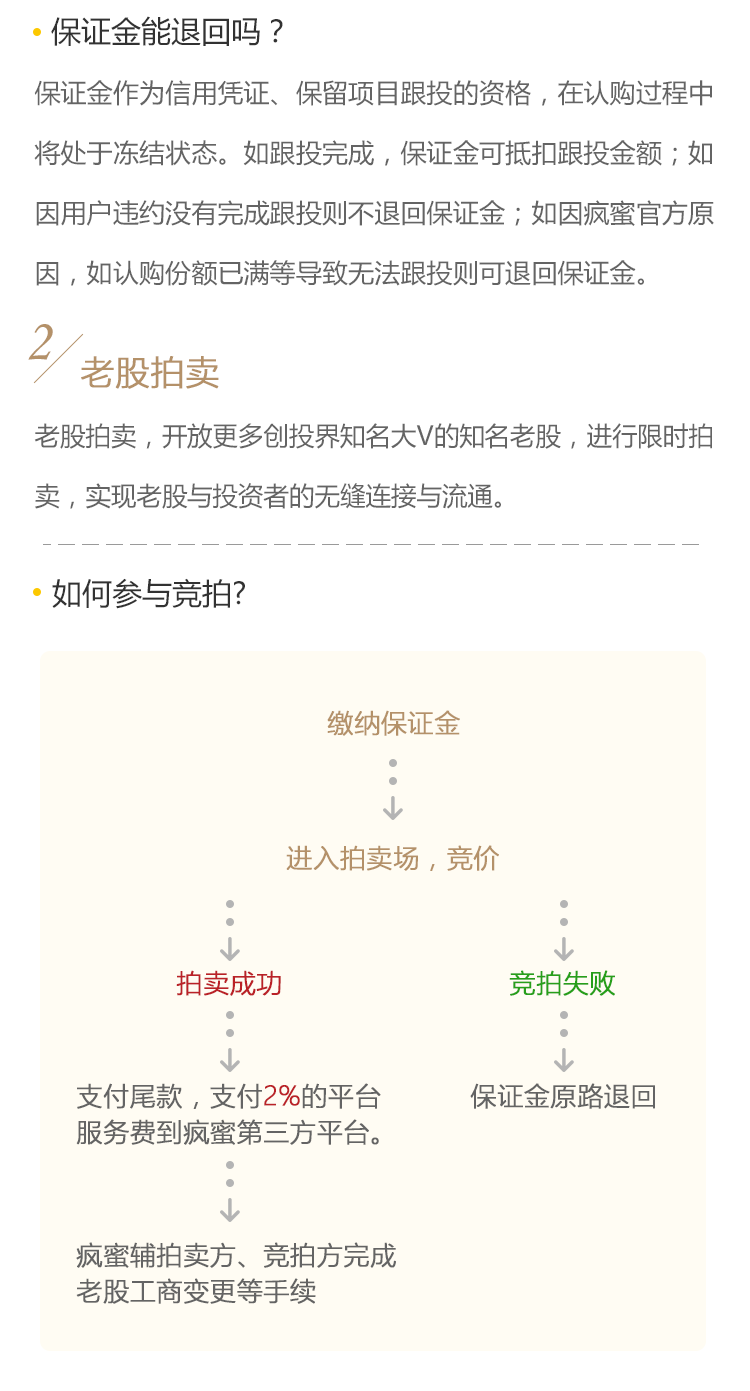 保证金能退回吗？
保证金作为信用凭证、保留项目跟投的资格，在认购过程中
将处于冻结状态。如跟投完成，保证金可抵扣跟投金额；如
因用户违约没有完成跟投则不退回保证金；如因疯蜜官方原
因，如认购份额已满等导致无法跟投则可退回保证金。
2/
老股拍卖
老股拍卖，开放更多创投界知名大V的知名老股，进行限时拍
卖，实现老股与投资者的无缝连接与流通。
如何参与竞拍?
缴纳保证金
进入拍卖场，竞价
拍卖成功
竞拍失败
支付尾款，支付2%的平台
服务费到疯蜜第三方平台。
保证金原路退回
疯蜜辅拍卖方、竞拍方完成
老股工商变更等手续